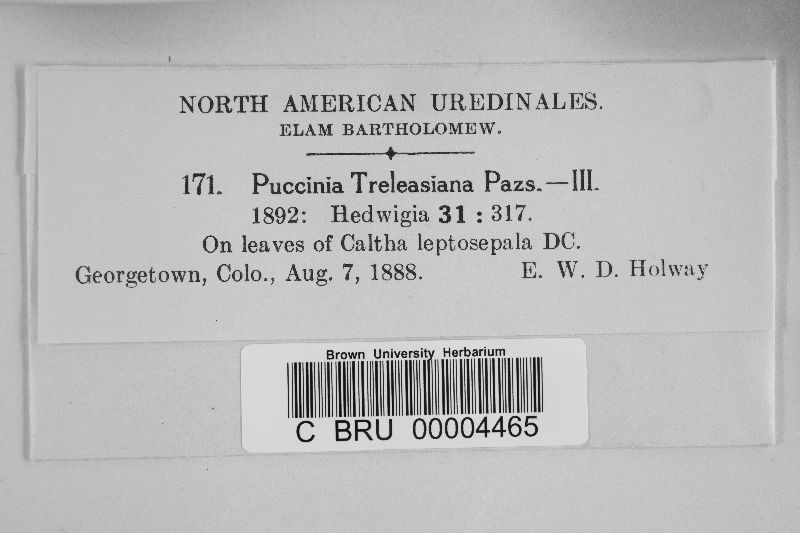 NORTH AMERICAN UREDINALES.
ELAM BARTHOLOMEW.
171. Puccinia Treleasiana Pazs.—III.
1892: Hedwigia 31 : 317.
On leaves of Caltha leptosepala DC.
Georgetown, Colo., Aug. 7, 1888. E. W. D. Holway
Brown University Herbarium
C BRU 00004465